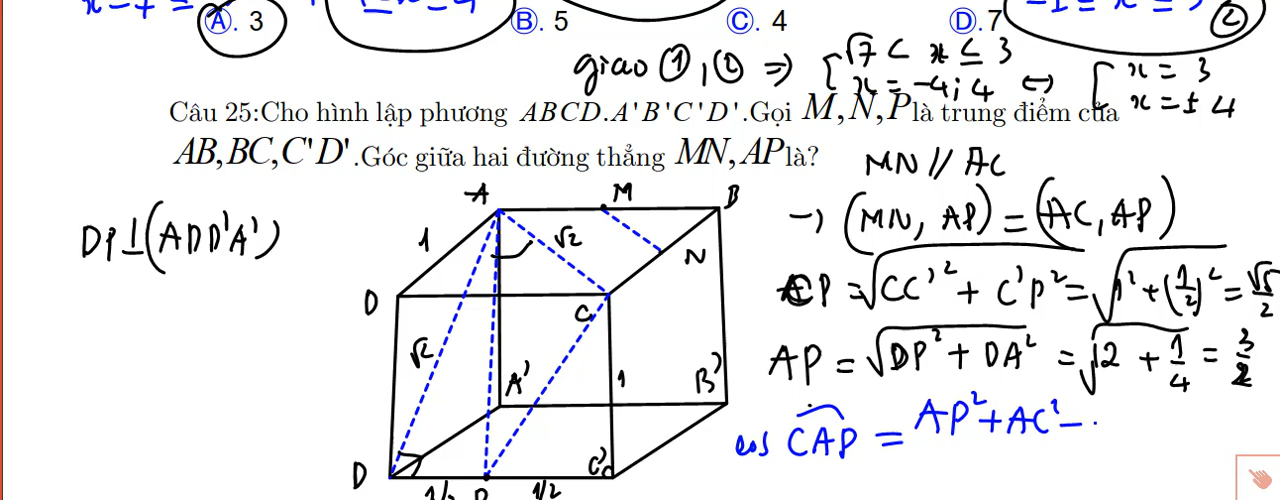 A. 3 B. 5 C. 4 D. 7 2
giao ①, ② ⇒ { √7 < x ≤ 3
x = -4; 4 ⇔ [ x = 3
x = ± 4
Câu 25:Cho hình lập phương ABCD.A'B'C'D'.Gọi M,N,P là trung điểm của
AB,BC,C'D'.Góc giữa hai đường thẳng MN,AP là?
MN // AC
→ (MN, AP) = (AC, AP)
CP = √CC'² + C'P² = √1² + (1/2)² = √5/2
AP = √DP² + DA² = √2 + 1/4 = 3/2
cos CAP = AP² + AC² - .
DP ⊥ (ADD'A')
A M B
1 √2
N
D C
√2
A' 1 B'
D C'
P 1/2